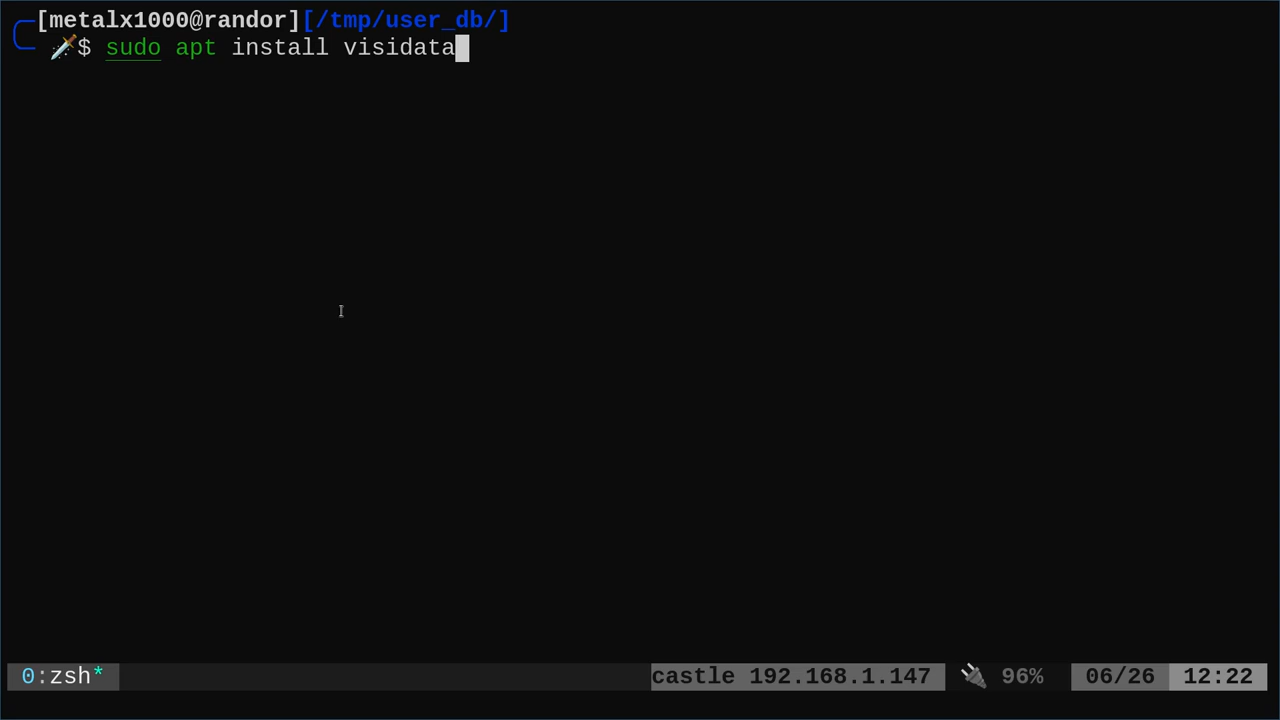 [metalx1000@randor][/tmp/user_db/]
🗡️$ sudo apt install visidata
0:zsh* castle 192.168.1.147 🔌 96% 06/26 12:22